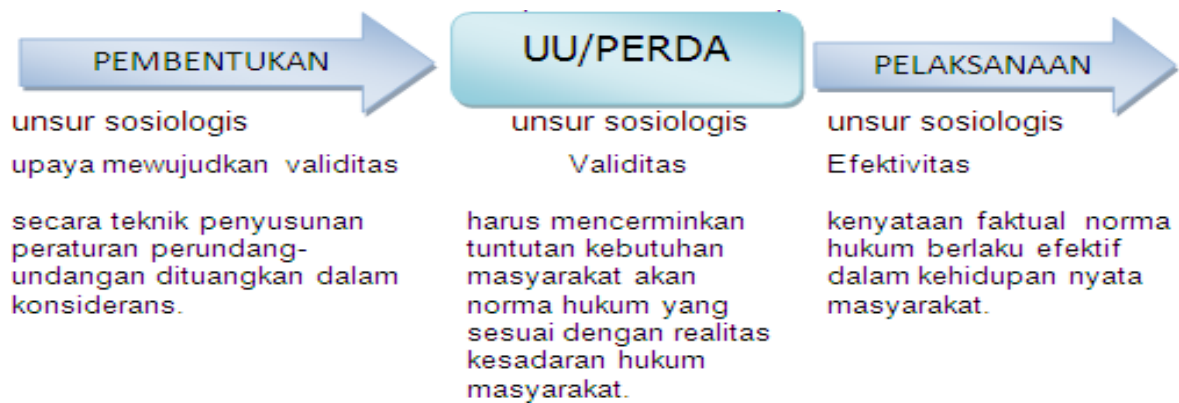 PEMBENTUKAN
unsur sosiologis
upaya mewujudkan validitas
secara teknik penyusunan
peraturan perundang-
undangan dituangkan dalam
konsiderans.
UU/PERDA
unsur sosiologis
Validitas
harus mencerminkan
tuntutan kebutuhan
masyarakat akan
norma hukum yang
sesuai dengan realitas
kesadaran hukum
masyarakat.
PELAKSANAAN
unsur sosiologis
Efektivitas
kenyataan faktual norma
hukum berlaku efektif
dalam kehidupan nyata
masyarakat.